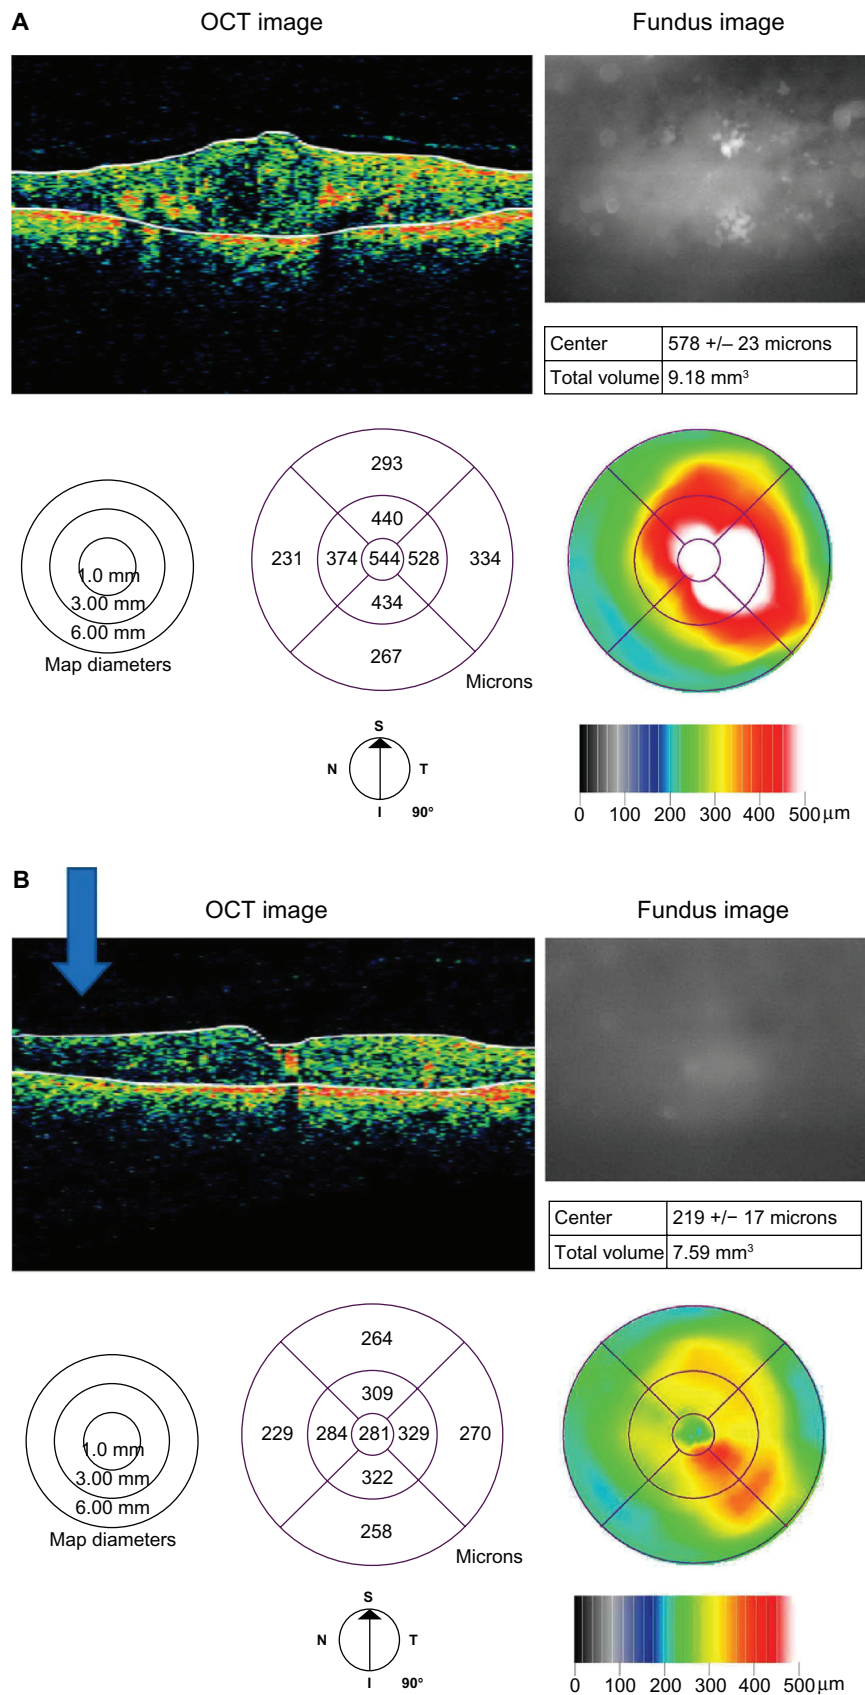 A
OCT image
Fundus image
Center 578 +/– 23 microns
Total volume 9.18 mm³
1.0 mm
3.00 mm
6.00 mm
Map diameters
293
440
231 374 544 528 334
434
267
Microns
S
N T
I 90°
0 100 200 300 400 500 µm
B
OCT image
Fundus image
Center 219 +/− 17 microns
Total volume 7.59 mm³
1.0 mm
3.00 mm
6.00 mm
Map diameters
264
309
229 284 281 329 270
322
258
Microns
S
N T
I 90°
0 100 200 300 400 500 µm